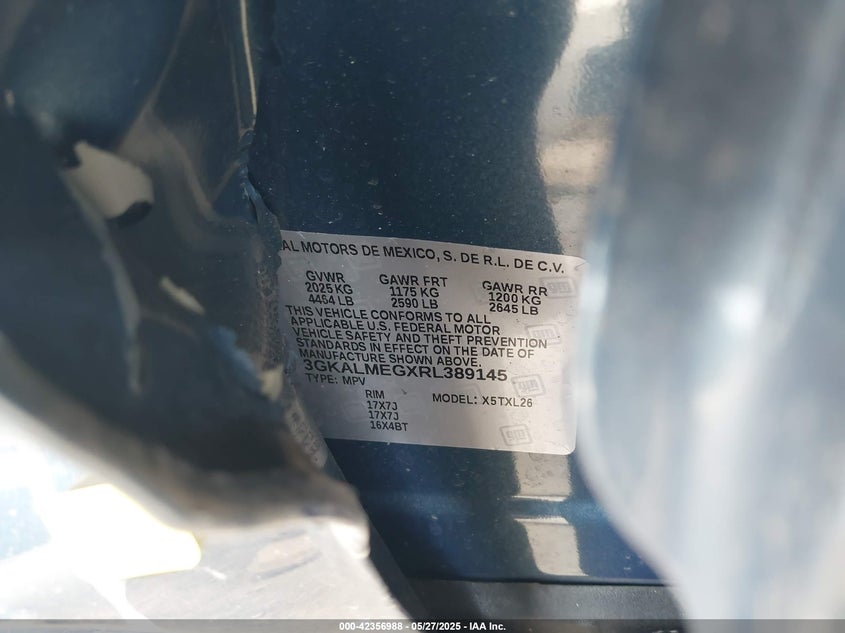 AL MOTORS DE MEXICO, S. DE R.L. DE C.V.
GVWR GAWR FRT GAWR RR
2025 KG 1175 KG 1200 KG
4464 LB 2590 LB 2645 LB
THIS VEHICLE CONFORMS TO ALL
APPLICABLE U.S. FEDERAL MOTOR
VEHICLE SAFETY AND THEFT PREVENTION
STANDARDS IN EFFECT ON THE DATE OF
MANUFACTURE SHOWN ABOVE.
3GKALMEGXRL389145
TYPE: MPV
RIM MODEL: X5TXL26
17X7J
17X7J
16X4BT
000-42356988 - 05/27/2025 - IAA Inc.